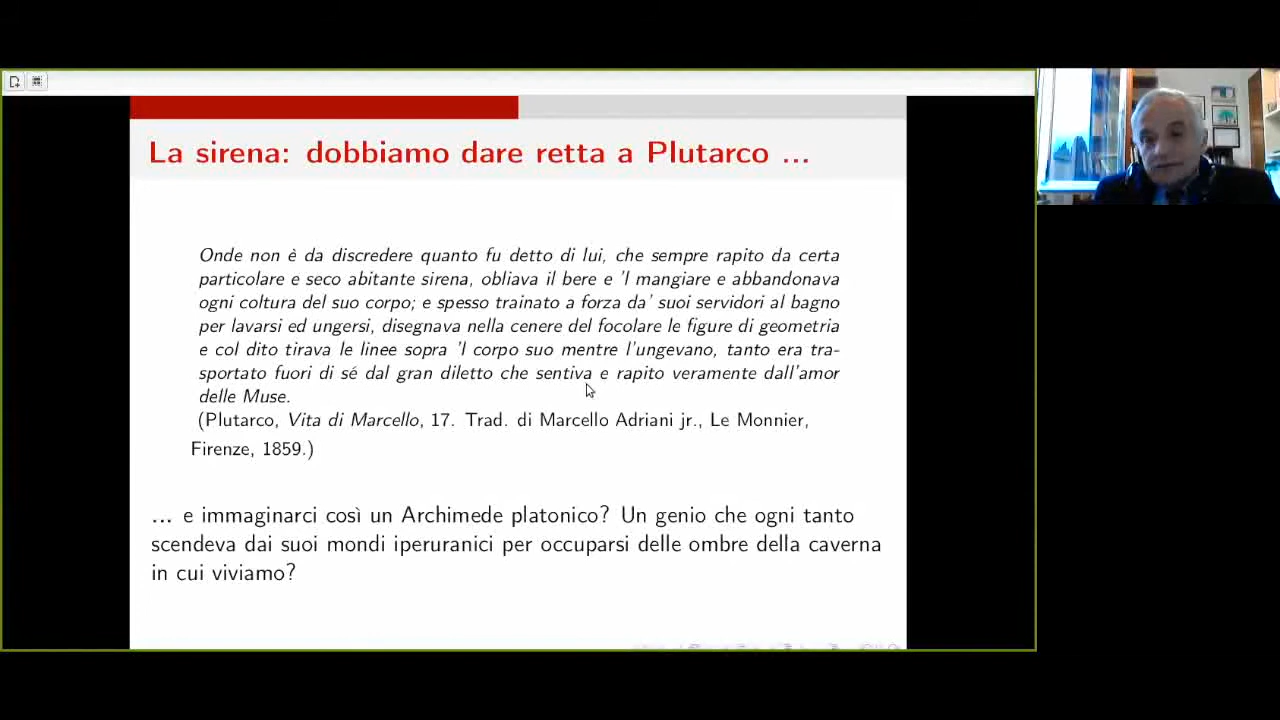 La sirena: dobbiamo dare retta a Plutarco ...
Onde non è da discredere quanto fu detto di lui, che sempre rapito da certa
particolare e seco abitante sirena, obliava il bere e 'l mangiare e abbandonava
ogni coltura del suo corpo; e spesso trainato a forza da' suoi servidori al bagno
per lavarsi ed ungersi, disegnava nella cenere del focolare le figure di geometria
e col dito tirava le linee sopra 'l corpo suo mentre l'ungevano, tanto era tra-
sportato fuori di sé dal gran diletto che sentiva e rapito veramente dall'amor
delle Muse.
(Plutarco, Vita di Marcello, 17. Trad. di Marcello Adriani jr., Le Monnier,
Firenze, 1859.)
... e immaginarci così un Archimede platonico? Un genio che ogni tanto
scendeva dai suoi mondi iperuranici per occuparsi delle ombre della caverna
in cui viviamo?